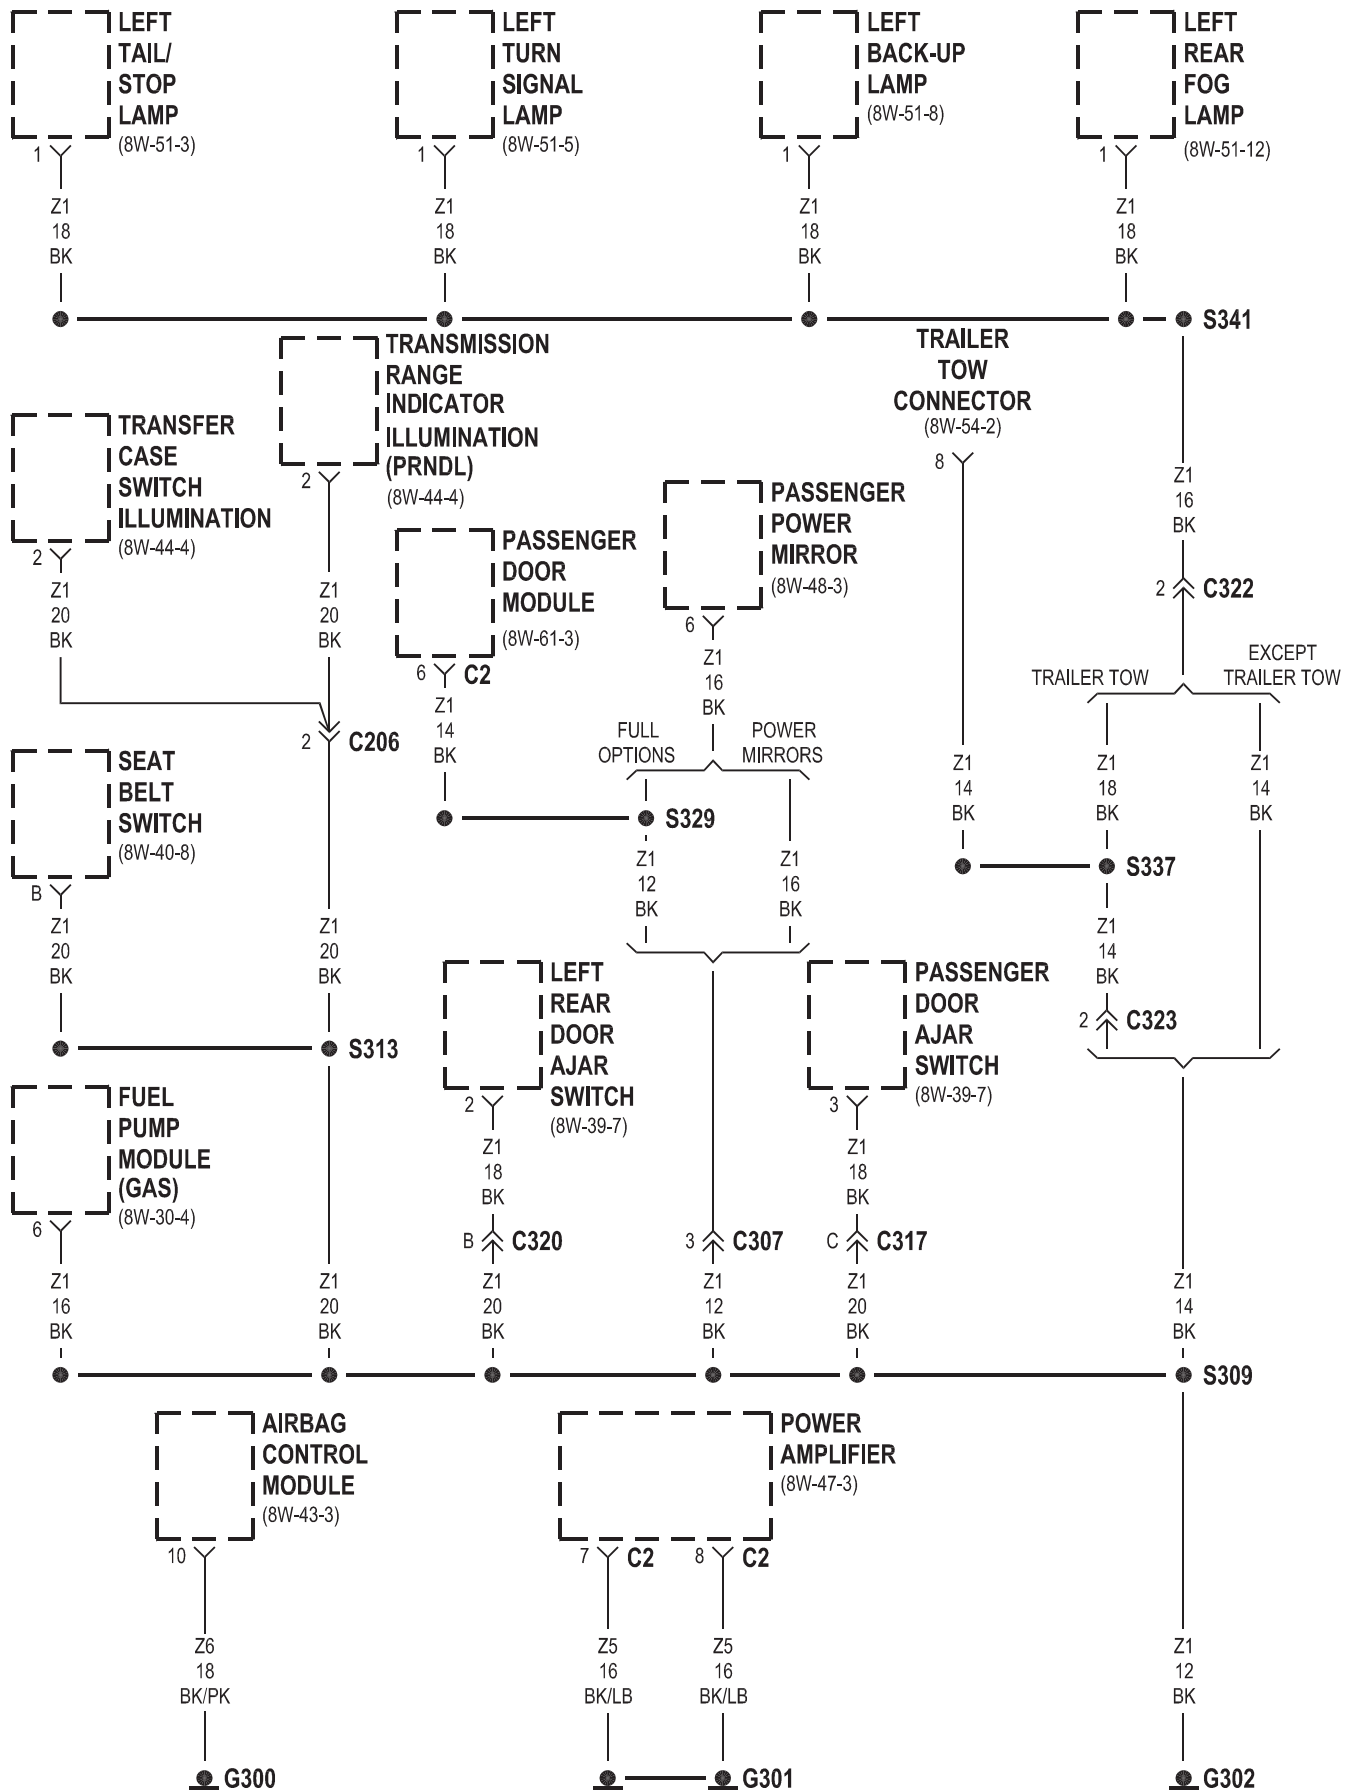 LEFT
TAIL/
STOP
LAMP
(8W-51-3)
LEFT
TURN
SIGNAL
LAMP
(8W-51-5)
LEFT
BACK-UP
LAMP
(8W-51-8)
LEFT
REAR
FOG
LAMP
(8W-51-12)
1
1
1
1
Z1
18
BK
Z1
18
BK
Z1
18
BK
Z1
18
BK
S341
TRANSMISSION
RANGE
INDICATOR
ILLUMINATION
(PRNDL)
(8W-44-4)
2
TRAILER
TOW
CONNECTOR
(8W-54-2)
8
TRANSFER
CASE
SWITCH
ILLUMINATION
(8W-44-4)
2
Z1
20
BK
Z1
20
BK
PASSENGER
DOOR
MODULE
(8W-61-3)
6
C2
Z1
14
BK
PASSENGER
POWER
MIRROR
(8W-48-3)
6
Z1
16
BK
Z1
16
BK
2
C322
TRAILER TOW
EXCEPT
TRAILER TOW
2
C206
FULL
OPTIONS
POWER
MIRRORS
S329
SEAT
BELT
SWITCH
(8W-40-8)
B
Z1
14
BK
Z1
18
BK
Z1
14
BK
S337
Z1
20
BK
Z1
20
BK
Z1
12
BK
Z1
16
BK
Z1
14
BK
2
C323
S313
LEFT
REAR
DOOR
AJAR
SWITCH
(8W-39-7)
2
PASSENGER
DOOR
AJAR
SWITCH
(8W-39-7)
3
FUEL
PUMP
MODULE
(GAS)
(8W-30-4)
6
Z1
18
BK
Z1
18
BK
B
C320
3
C307
C
C317
Z1
16
BK
Z1
20
BK
Z1
20
BK
Z1
12
BK
Z1
20
BK
Z1
14
BK
S309
AIRBAG
CONTROL
MODULE
(8W-43-3)
10
POWER
AMPLIFIER
(8W-47-3)
7
C2
8
C2
Z6
18
BK/PK
Z5
16
BK/LB
Z5
16
BK/LB
Z1
12
BK
G300
G301
G302